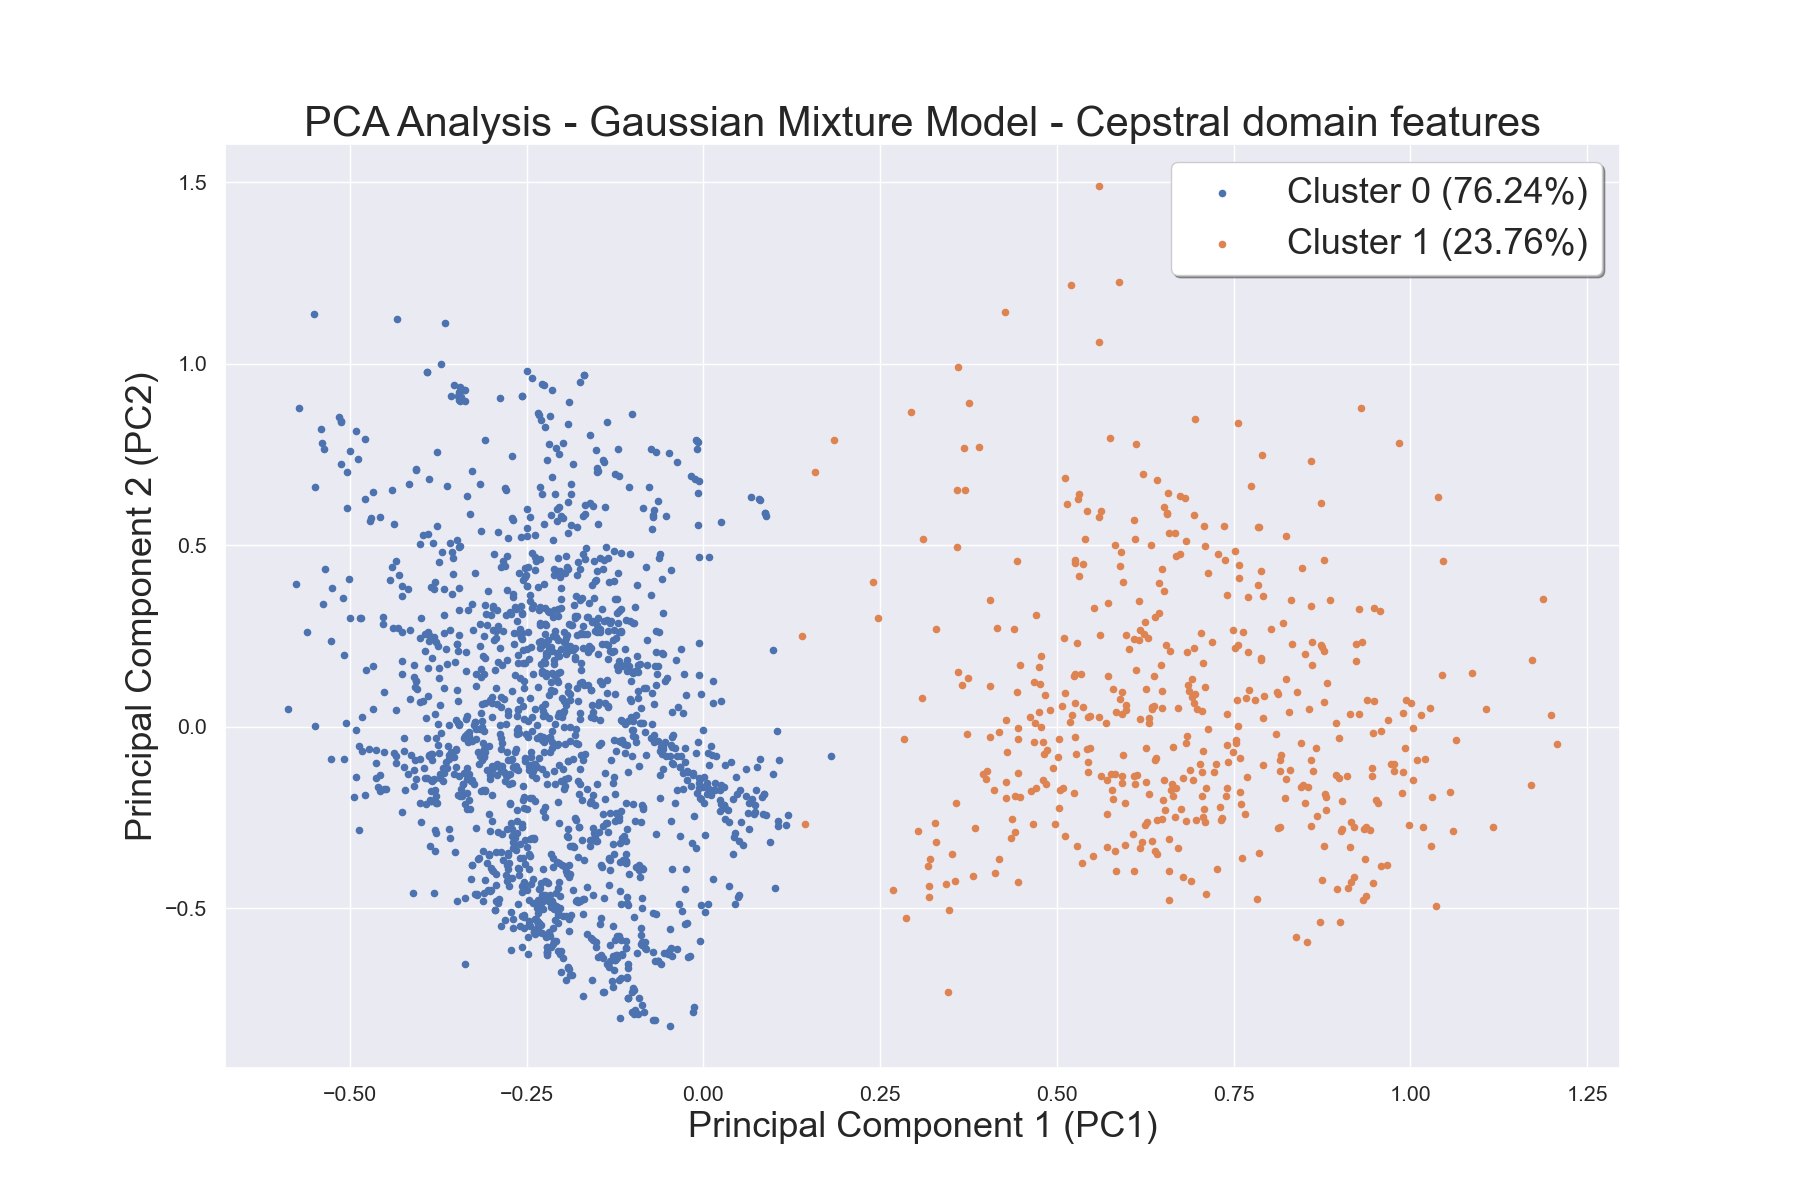 PCA Analysis - Gaussian Mixture Model - Cepstral domain features
Cluster 0 (76.24%)
Cluster 1 (23.76%)
Principal Component 2 (PC2)
1.5
1.0
0.5
0.0
−0.5
−0.50
−0.25
0.00
0.25
0.50
0.75
1.00
1.25
Principal Component 1 (PC1)